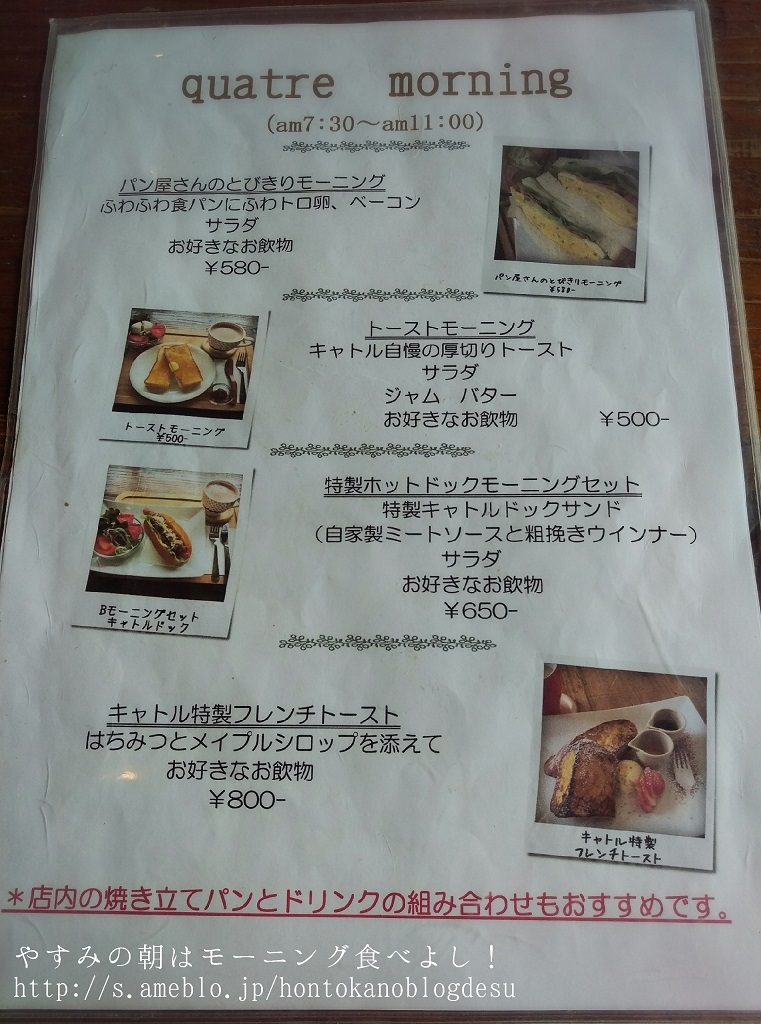 quatre morning
(am7:30～am11:00)
パン屋さんのとびきりモーニング
ふわふわ食パンにふわトロ卵、ベーコン
サラダ
お好きなお飲物
￥580-
パン屋さんのとびきりモーニング
￥580-
トーストモーニング
キャトル自慢の厚切りトースト
サラダ
ジャム　バター
お好きなお飲物　￥500-
トーストモーニング
￥500-
特製ホットドックモーニングセット
特製キャトルドックサンド
（自家製ミートソースと粗挽きウインナー）
サラダ
お好きなお飲物
￥650-
Bモーニングセット
キャトルドック
キャトル特製フレンチトースト
はちみつとメイプルシロップを添えて
お好きなお飲物
￥800-
キャトル特製
フレンチトースト
＊店内の焼き立てパンとドリンクの組み合わせもおすすめです。
やすみの朝はモーニング食べよし！
http://s.ameblo.jp/hontokanoblogdesu